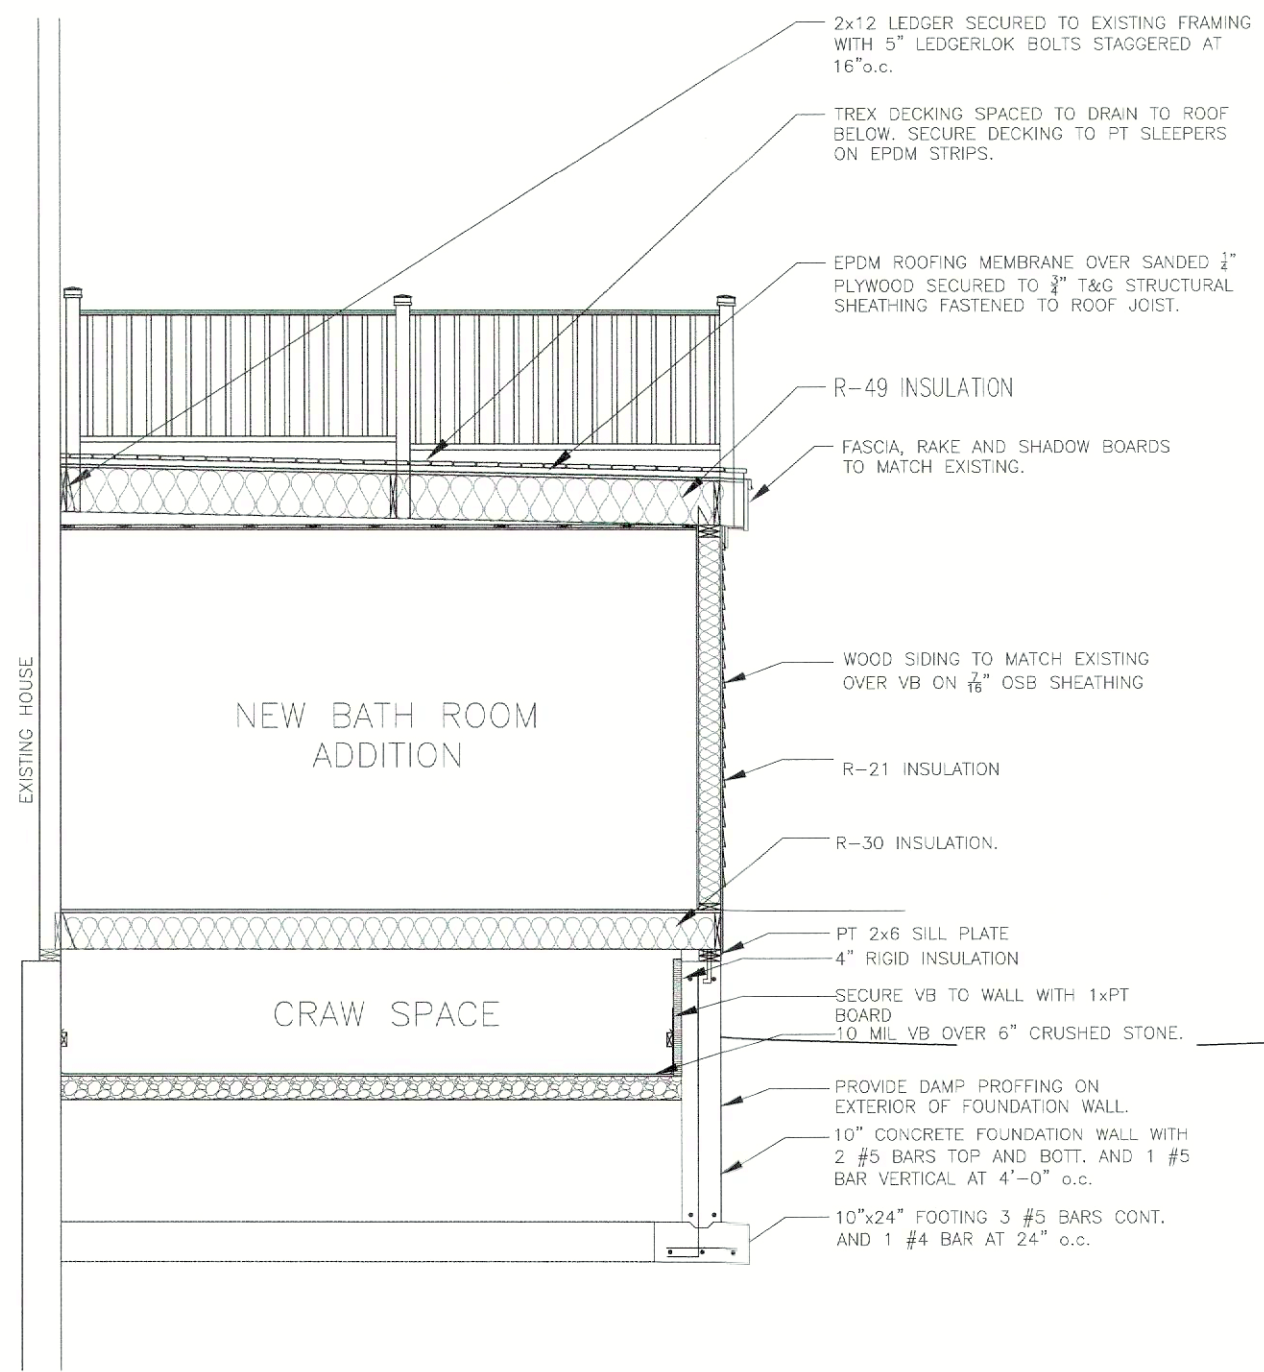 2x12 LEDGER SECURED TO EXISTING FRAMING
WITH 5" LEDGERLOK BOLTS STAGGERED AT
16"o.c.
TREX DECKING SPACED TO DRAIN TO ROOF
BELOW. SECURE DECKING TO PT SLEEPERS
ON EPDM STRIPS.
EPDM ROOFING MEMBRANE OVER SANDED 1/4"
PLYWOOD SECURED TO 3/4" T&G STRUCTURAL
SHEATHING FASTENED TO ROOF JOIST.
R-49 INSULATION
FASCIA, RAKE AND SHADOW BOARDS
TO MATCH EXISTING.
EXISTING HOUSE
NEW BATH ROOM
ADDITION
WOOD SIDING TO MATCH EXISTING
OVER VB ON 7/16" OSB SHEATHING
R-21 INSULATION
R-30 INSULATION.
PT 2x6 SILL PLATE
4" RIGID INSULATION
CRAW SPACE
SECURE VB TO WALL WITH 1xPT
BOARD
10 MIL VB OVER 6" CRUSHED STONE.
PROVIDE DAMP PROFFING ON
EXTERIOR OF FOUNDATION WALL.
10" CONCRETE FOUNDATION WALL WITH
2 #5 BARS TOP AND BOTT. AND 1 #5
BAR VERTICAL AT 4'-0" o.c.
10"x24" FOOTING 3 #5 BARS CONT.
AND 1 #4 BAR AT 24" o.c.